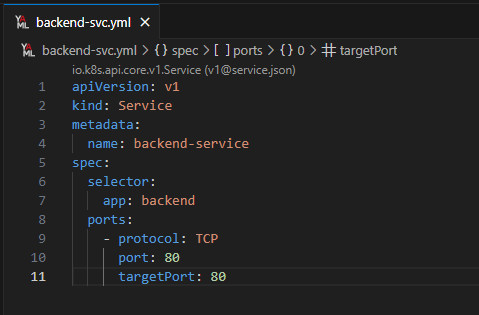 backend-svc.yml ×
backend-svc.yml > {} spec > [ ] ports > {} 0 > # targetPort
io.k8s.api.core.v1.Service (v1@service.json)
1 apiVersion: v1
2 kind: Service
3 metadata:
4   name: backend-service
5 spec:
6   selector:
7     app: backend
8   ports:
9     - protocol: TCP
10       port: 80
11       targetPort: 80